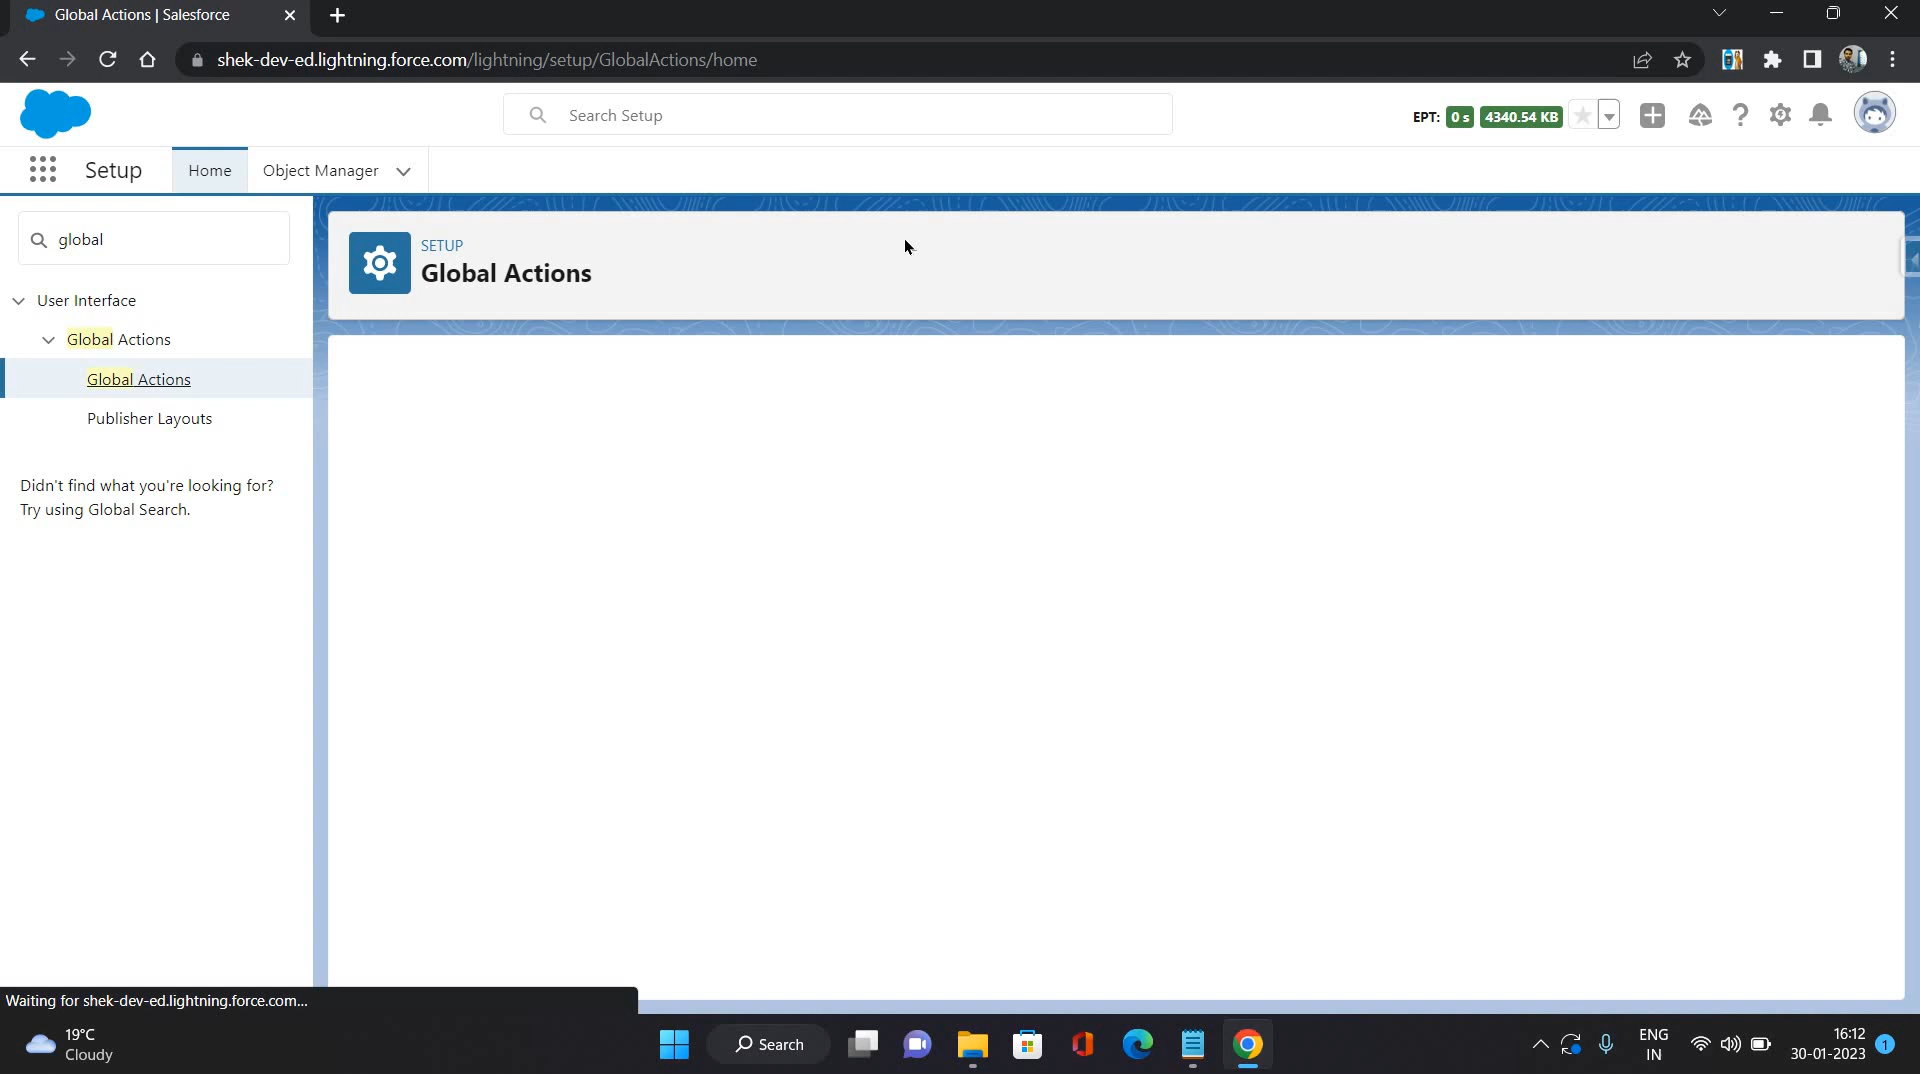 Global Actions | Salesforce
shek-dev-ed.lightning.force.com/lightning/setup/GlobalActions/home
Search Setup
EPT: 0 s 4340.54 KB
Setup
Home
Object Manager
global
User Interface
Global Actions
Global Actions
Publisher Layouts
Didn't find what you're looking for?
Try using Global Search.
SETUP
Global Actions
Waiting for shek-dev-ed.lightning.force.com...
19°C
Cloudy
Search
ENG
IN
16:12
30-01-2023
1